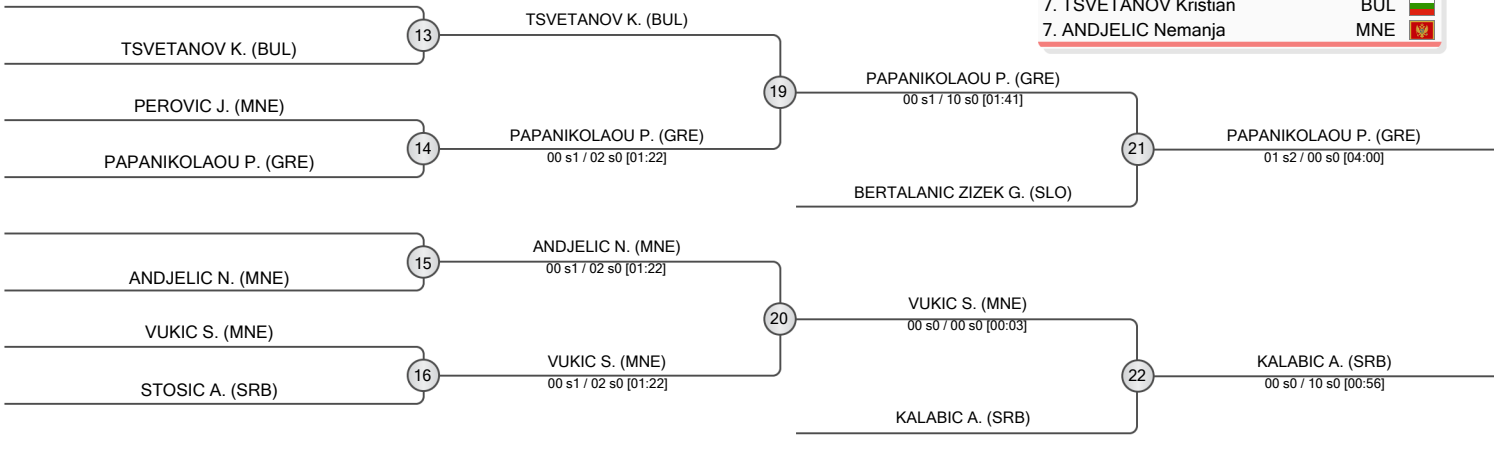 7. TSVETANOV Kristian BUL
7. ANDJELIC Nemanja MNE
TSVETANOV K. (BUL)
13
TSVETANOV K. (BUL)
PEROVIC J. (MNE)
14
PAPANIKOLAOU P. (GRE)
PAPANIKOLAOU P. (GRE)
00 s1 / 02 s0 [01:22]
19
PAPANIKOLAOU P. (GRE)
00 s1 / 10 s0 [01:41]
BERTALANIC ZIZEK G. (SLO)
21
PAPANIKOLAOU P. (GRE)
01 s2 / 00 s0 [04:00]
ANDJELIC N. (MNE)
15
ANDJELIC N. (MNE)
00 s1 / 02 s0 [01:22]
VUKIC S. (MNE)
16
STOSIC A. (SRB)
VUKIC S. (MNE)
00 s1 / 02 s0 [01:22]
20
VUKIC S. (MNE)
00 s0 / 00 s0 [00:03]
KALABIC A. (SRB)
22
KALABIC A. (SRB)
00 s0 / 10 s0 [00:56]